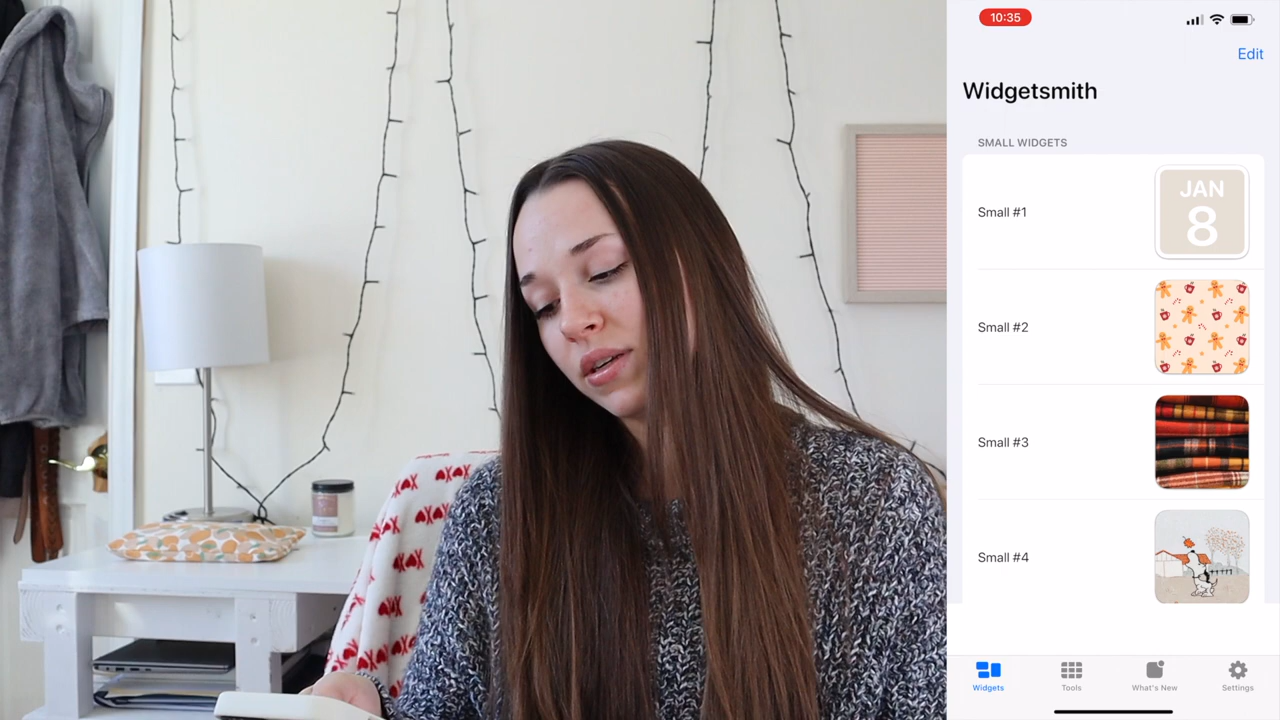 10:35
Edit
Widgetsmith
SMALL WIDGETS
Small #1
JAN
8
Small #2
Small #3
Small #4
Widgets
Tools
What's New
Settings